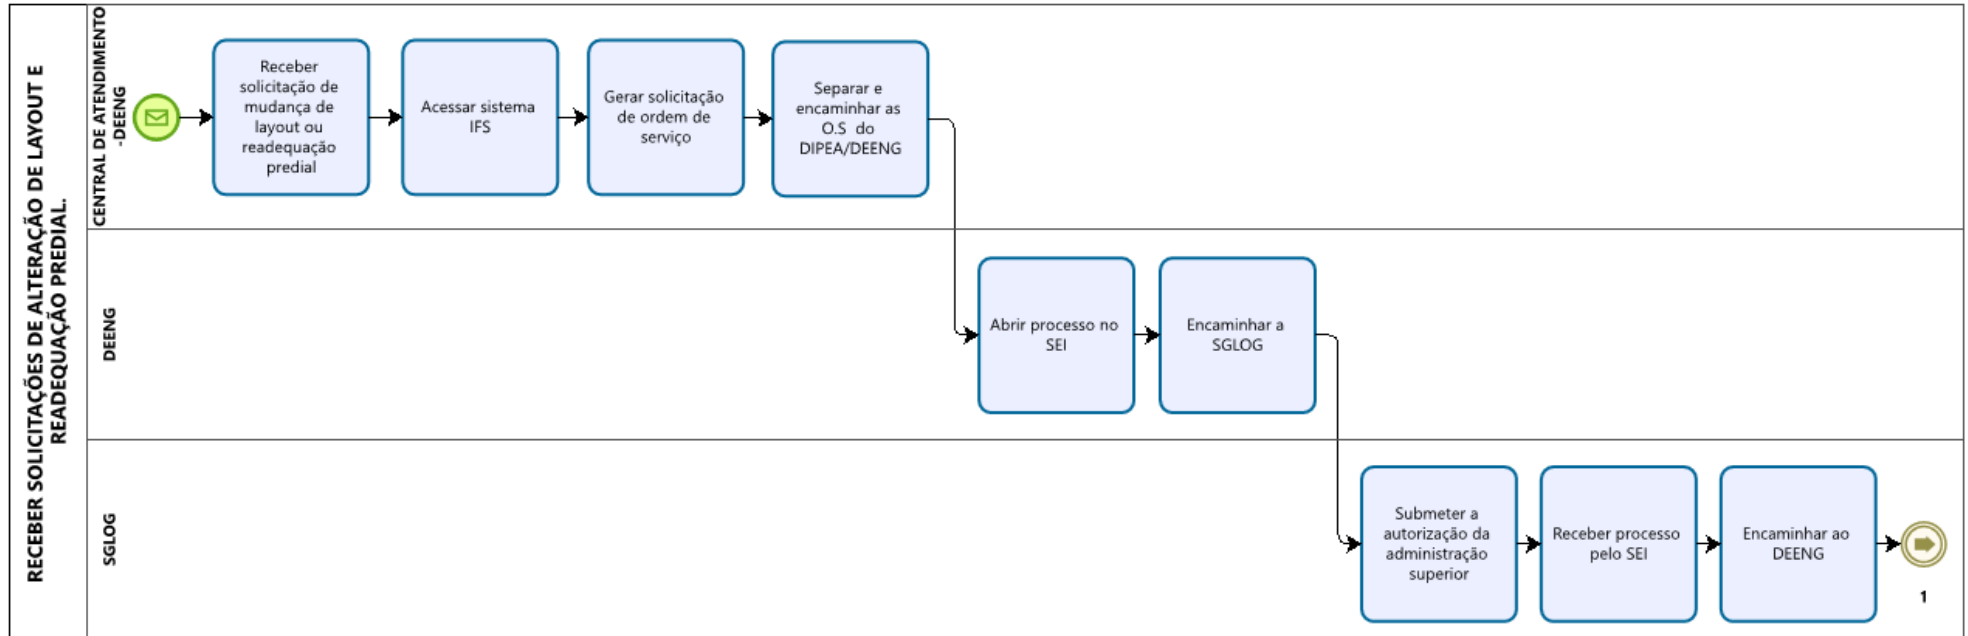 RECEBER SOLICITAÇÕES DE ALTERAÇÃO DE LAYOUT E
READEQUAÇÃO PREDIAL.
CENTRAL DE ATENDIMENTO
-DEENG
Receber
solicitação de
mudança de
layout ou
readequação
predial
Acessar sistema
IFS
Gerar solicitação
de ordem de
serviço
Separar e
encaminhar as
O.S do
DIPEA/DEENG
DEENG
Abrir processo no
SEI
Encaminhar a
SGLOG
SGLOG
Submeter a
autorização da
administração
superior
Receber processo
pelo SEI
Encaminhar ao
DEENG
1